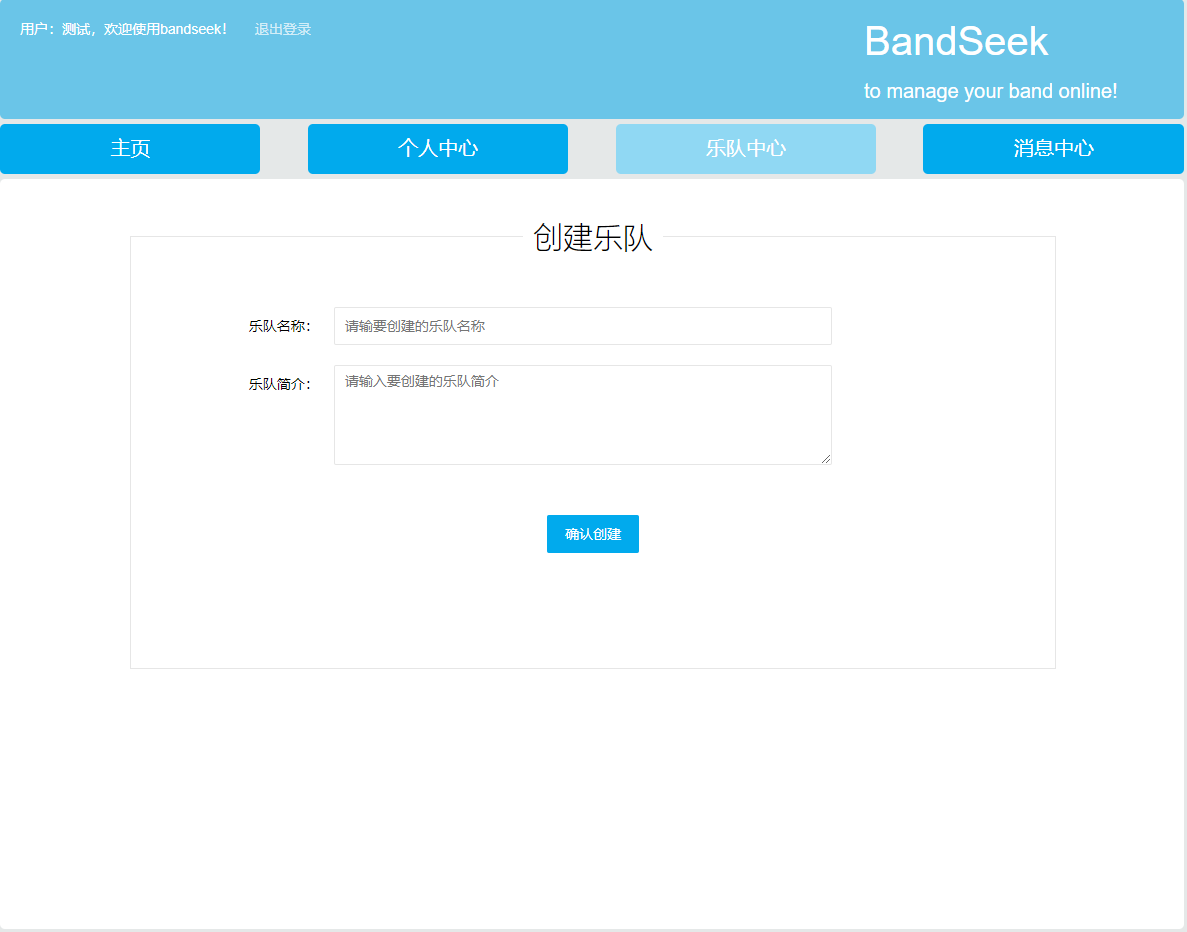 用户：测试，欢迎使用bandseek! 退出登录
BandSeek
to manage your band online!
主页 个人中心 乐队中心 消息中心
创建乐队
乐队名称： 请输要创建的乐队名称
乐队简介： 请输入要创建的乐队简介
确认创建